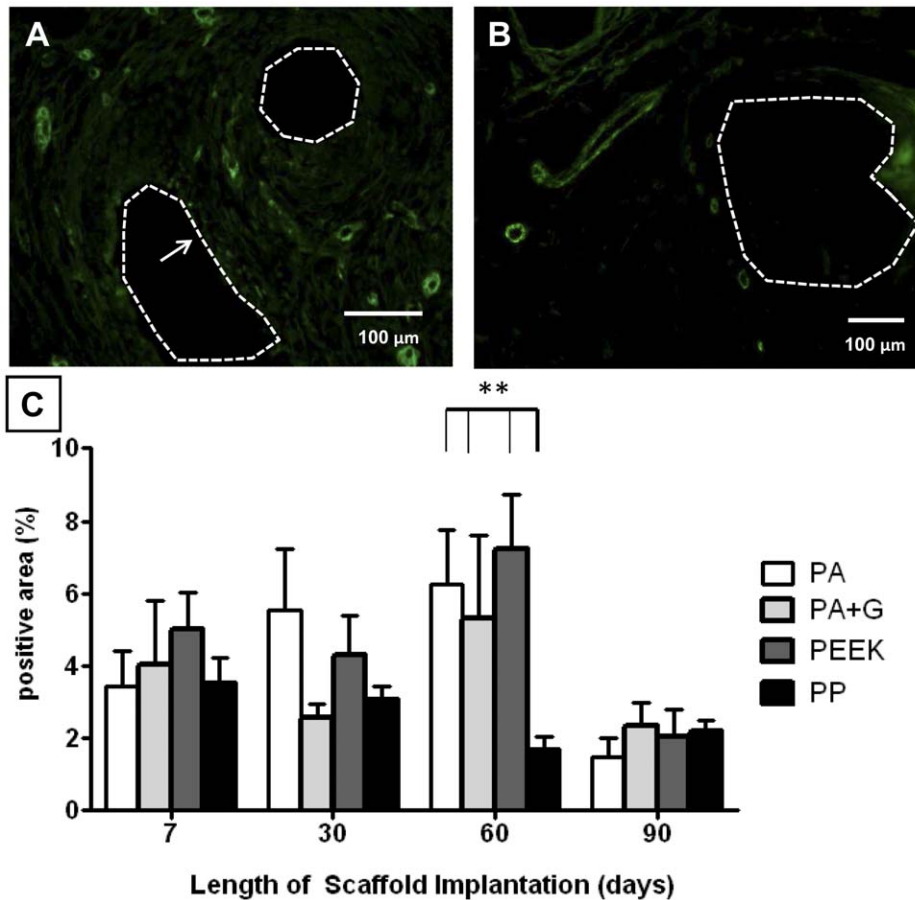 A
B
100 µm
100 µm
C
**
10
8
6
4
2
0
positive area (%)
7 30 60 90
Length of Scaffold Implantation (days)
PA
PA+G
PEEK
PP